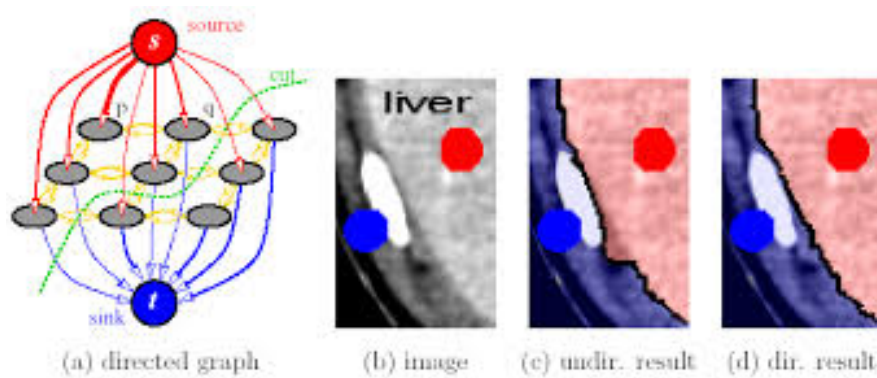 s
source
cut
p
q
t
sink
liver
(a) directed graph
(b) image
(c) undir. result
(d) dir. result